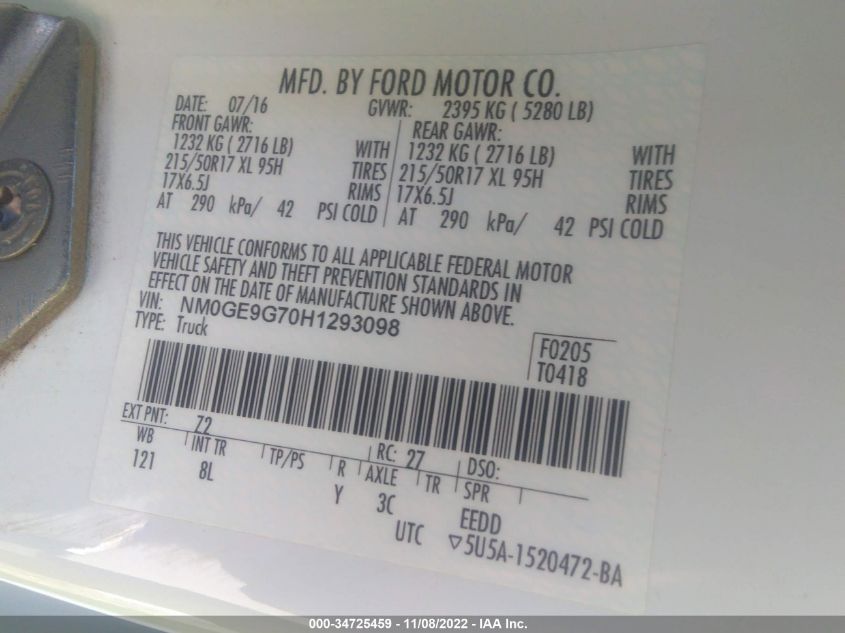 MFD. BY FORD MOTOR CO.
DATE: 07/16 GVWR: 2395 KG ( 5280 LB)
FRONT GAWR: REAR GAWR:
1232 KG ( 2716 LB) WITH 1232 KG ( 2716 LB) WITH
215/50R17 XL 95H TIRES 215/50R17 XL 95H TIRES
17X6.5J RIMS 17X6.5J RIMS
AT 290 kPa/ 42 PSI COLD AT 290 kPa/ 42 PSI COLD
THIS VEHICLE CONFORMS TO ALL APPLICABLE FEDERAL MOTOR
VEHICLE SAFETY AND THEFT PREVENTION STANDARDS IN
EFFECT ON THE DATE OF MANUFACTURE SHOWN ABOVE.
VIN: NM0GE9G70H1293098
TYPE: Truck
F0205
T0418
EXT PNT: Z2 RC: 27 DSO:
WB INT TR TP/PS R AXLE TR SPR
121 8L Y 3C EEDD
UTC ▽5U5A-1520472-BA
000-34725459 - 11/08/2022 - IAA Inc.